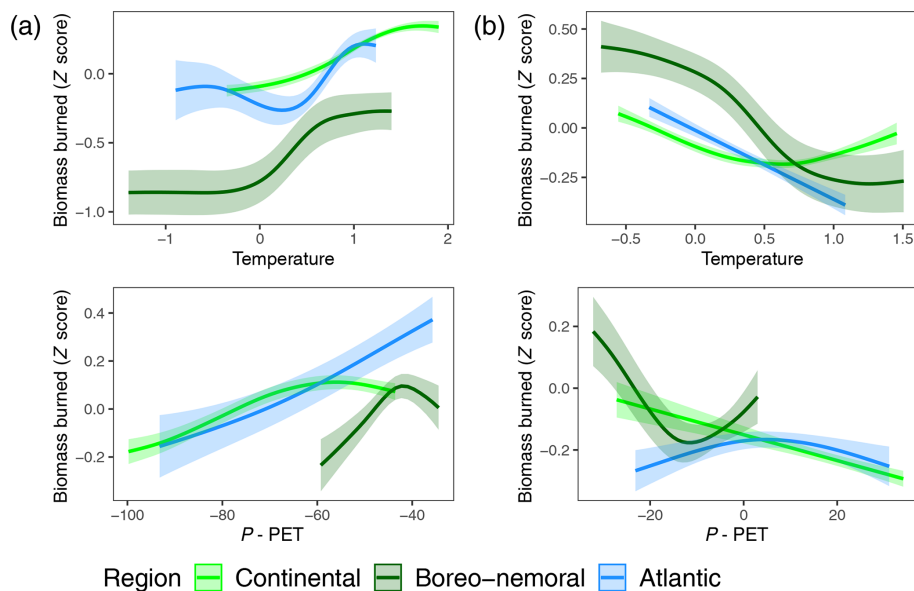 (a)
Biomass burned (Z score)
0.0
−0.5
−1.0
−1 0 1 2
Temperature
(b)
Biomass burned (Z score)
0.50
0.25
0.00
−0.25
−0.5 0.0 0.5 1.0 1.5
Temperature
Biomass burned (Z score)
0.4
0.2
0.0
−0.2
−100 −80 −60 −40
P - PET
Biomass burned (Z score)
0.2
0.0
−0.2
−20 0 20
P - PET
Region Continental Boreo−nemoral Atlantic